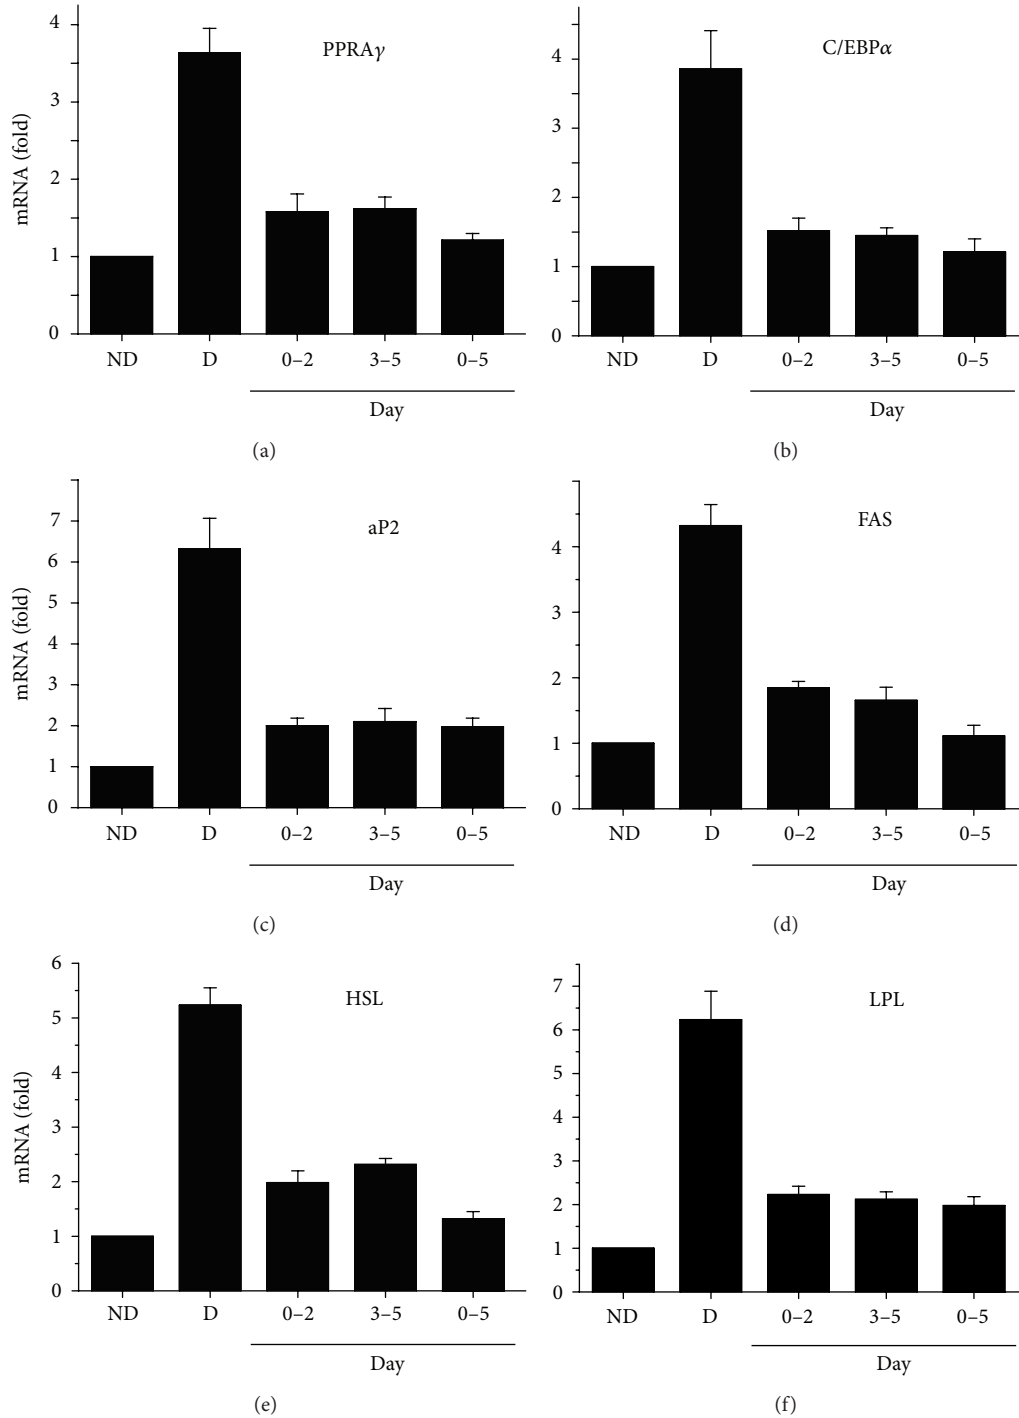 4
3
2
1
0
mRNA (fold)
PPRAγ
ND D 0–2 3–5 0–5
Day
(a)
4
3
2
1
0
C/EBPα
ND D 0–2 3–5 0–5
Day
(b)
7
6
5
4
3
2
1
0
mRNA (fold)
aP2
ND D 0–2 3–5 0–5
Day
(c)
4
3
2
1
0
FAS
ND D 0–2 3–5 0–5
Day
(d)
6
5
4
3
2
1
0
mRNA (fold)
HSL
ND D 0–2 3–5 0–5
Day
(e)
7
6
5
4
3
2
1
0
LPL
ND D 0–2 3–5 0–5
Day
(f)